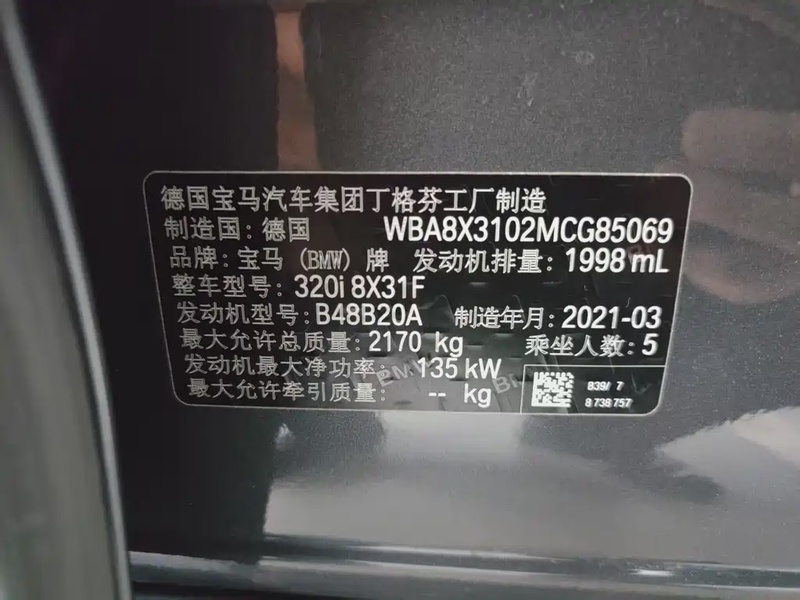 德国宝马汽车集团丁格芬工厂制造
制造国：德国 WBA8X3102MCG85069
品牌：宝马（BMW）牌 发动机排量：1998 mL
整车型号：320i 8X31F
发动机型号：B48B20A 制造年月：2021-03
最大允许总质量：2170 kg 乘坐人数：5
发动机最大净功率：135 kW
最大允许牵引质量： -- kg
B39/ 7
8 738 757
BMW